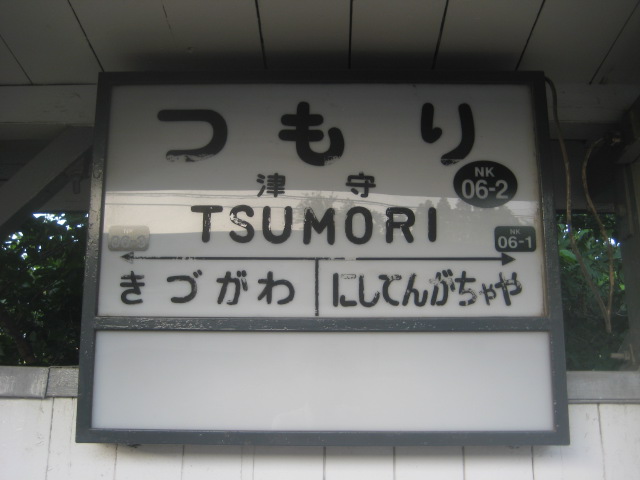 つもり
津守
NK
06-2
TSUMORI
NK
06-1
きづがわ
にしてんがちゃや